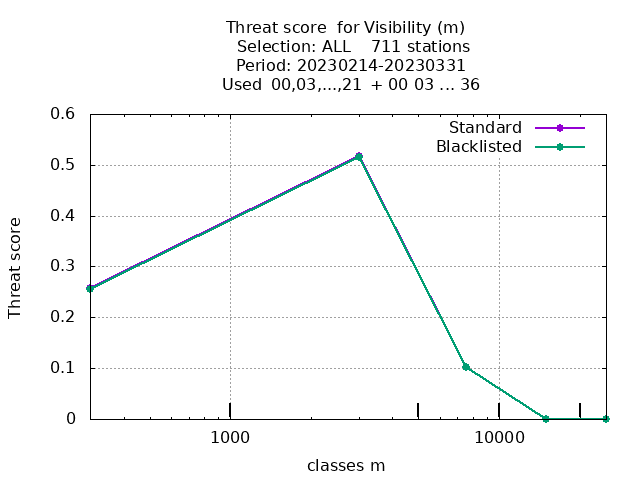 Threat score  for Visibility (m)
Selection: ALL    711 stations
Period: 20230214-20230331
Used  00,03,...,21  + 00 03 ... 36
0.6
Standard
Blacklisted
0.5
0.4
0.3
0.2
0.1
0
Threat score
1000
10000
classes m